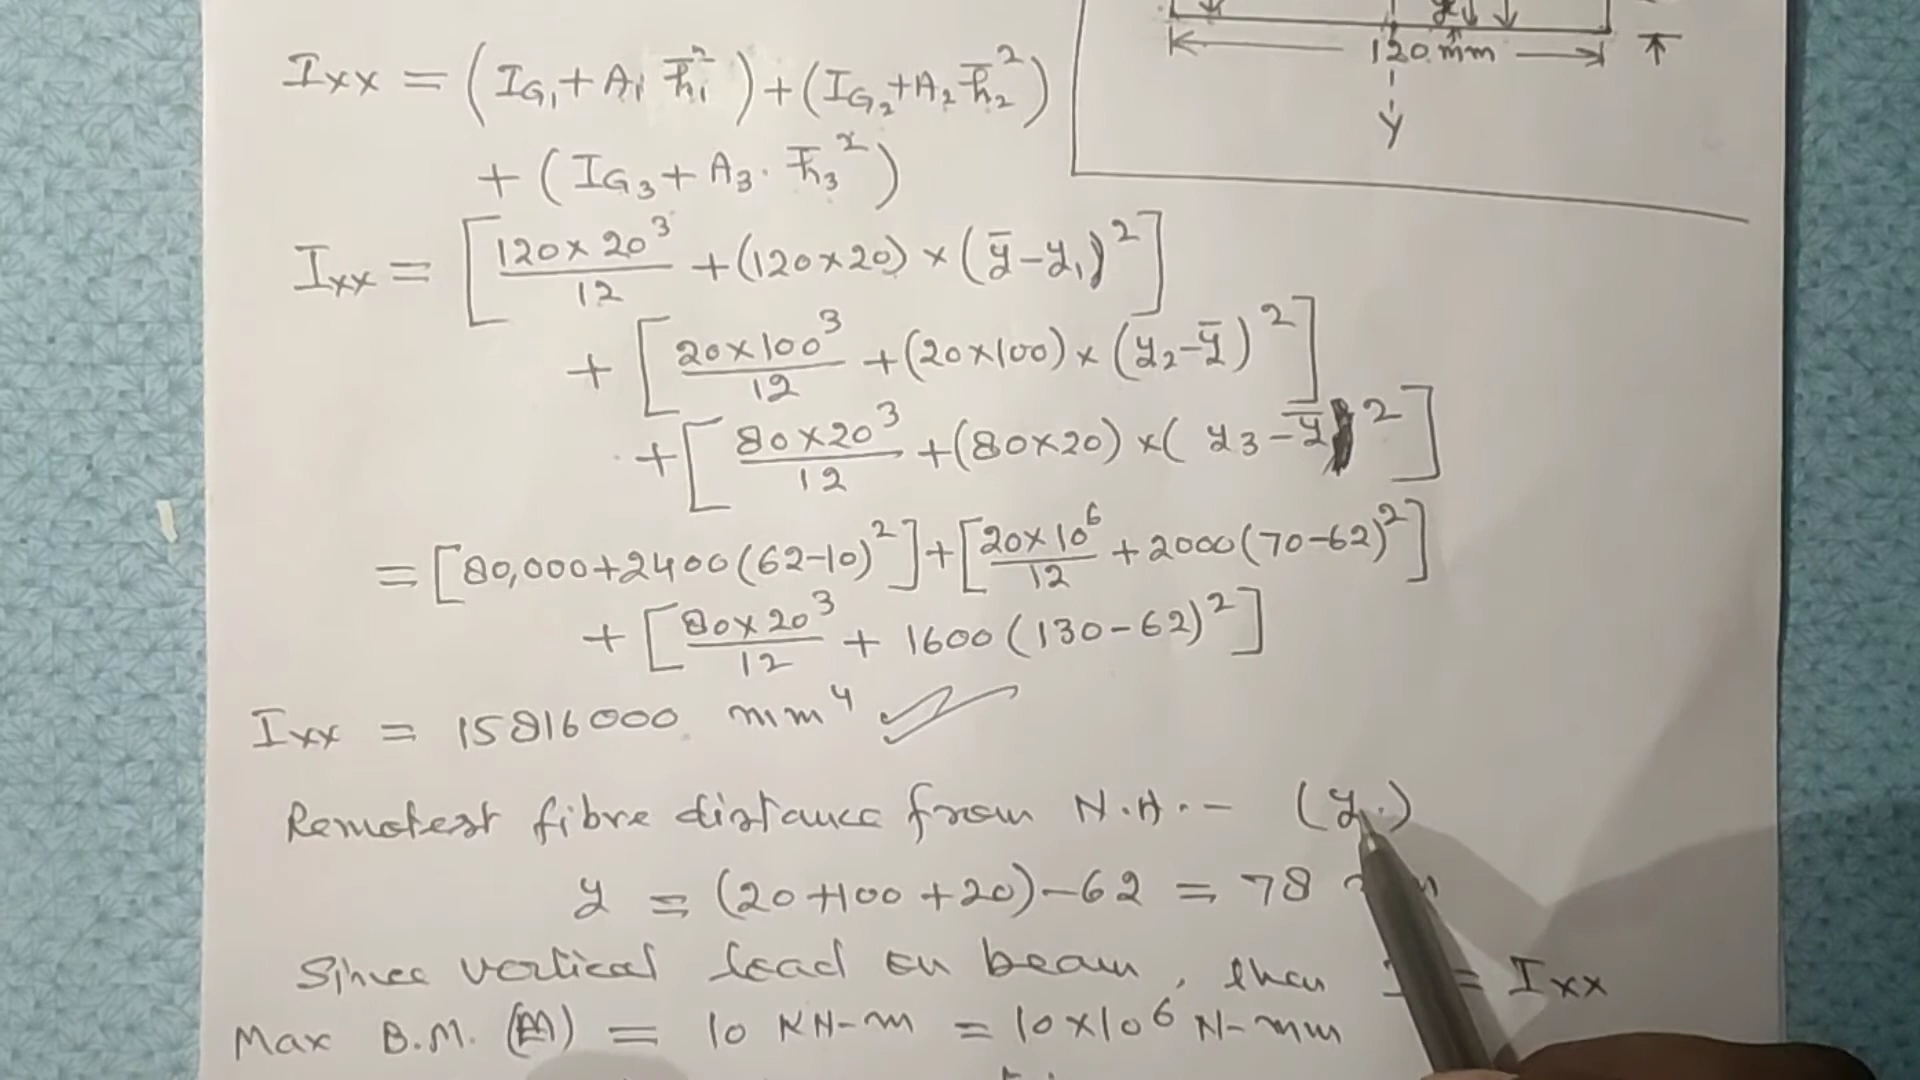 120 mm
Y
Ixx = (IG₁ + A₁ h̄₁²) + (IG₂ + A₂ h̄₂²)
+ (IG₃ + A₃ · h̄₃²)
Ixx = [120×20³/12 + (120×20) × (ȳ-y₁)²]
+ [20×100³/12 + (20×100) × (y₂-ȳ)²]
+ [80×20³/12 + (80×20) × (y₃-ȳ)²]
= [80,000+2400(62-10)²] + [20×10⁶/12 + 2000(70-62)²]
+ [80×20³/12 + 1600(130-62)²]
Ixx = 15816000 mm⁴
Remotest fibre distance from N.A. - (y.)
y = (20+100+20)-62 = 78
Since vertical load on beam, then = Ixx
Max B.M. (M) = 10 KN-m = 10×10⁶ N-mm